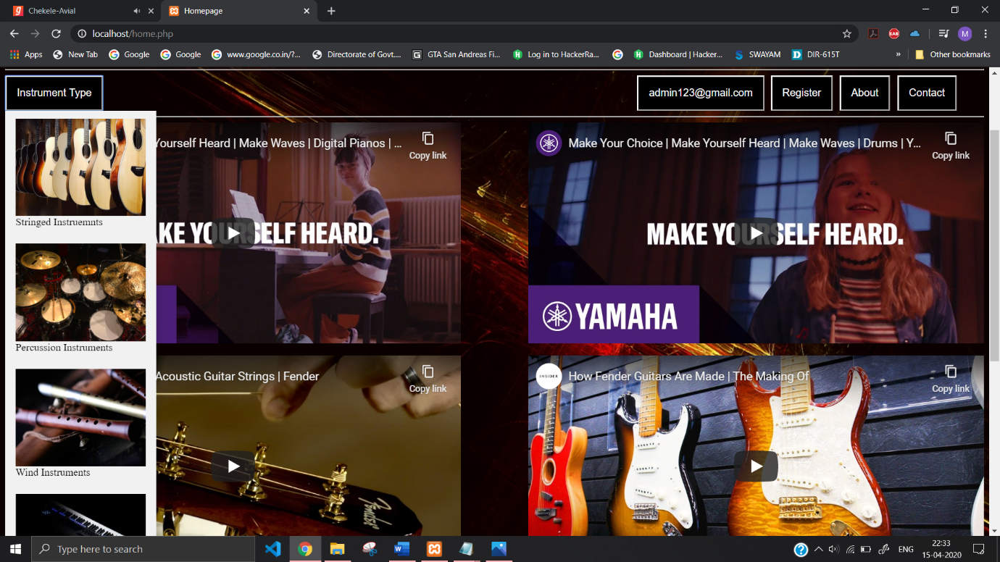 Chekele-Avial
Homepage
localhost/home.php
M
Apps
New Tab
Google
Google
www.google.co.in/?...
Directorate of Govt....
GTA San Andreas Fi...
Log in to HackerRa...
Dashboard | Hacker...
SWAYAM
DIR-615T
»
Other bookmarks
Instrument Type
admin123@gmail.com
Register
About
Contact
Yourself Heard | Make Waves | Digital Pianos | ...
Copy link
Make Your Choice | Make Yourself Heard | Make Waves | Drums | Y...
Copy link
Stringed Instruemnts
KE YOURSELF HEARD.
MAKE YOURSELF HEARD.
YAMAHA
Percussion Instruments
Acoustic Guitar Strings | Fender
Copy link
INSIDER
How Fender Guitars Are Made | The Making Of
Copy link
Wind Instruments
Fender
Type here to search
ENG
22:33
15-04-2020